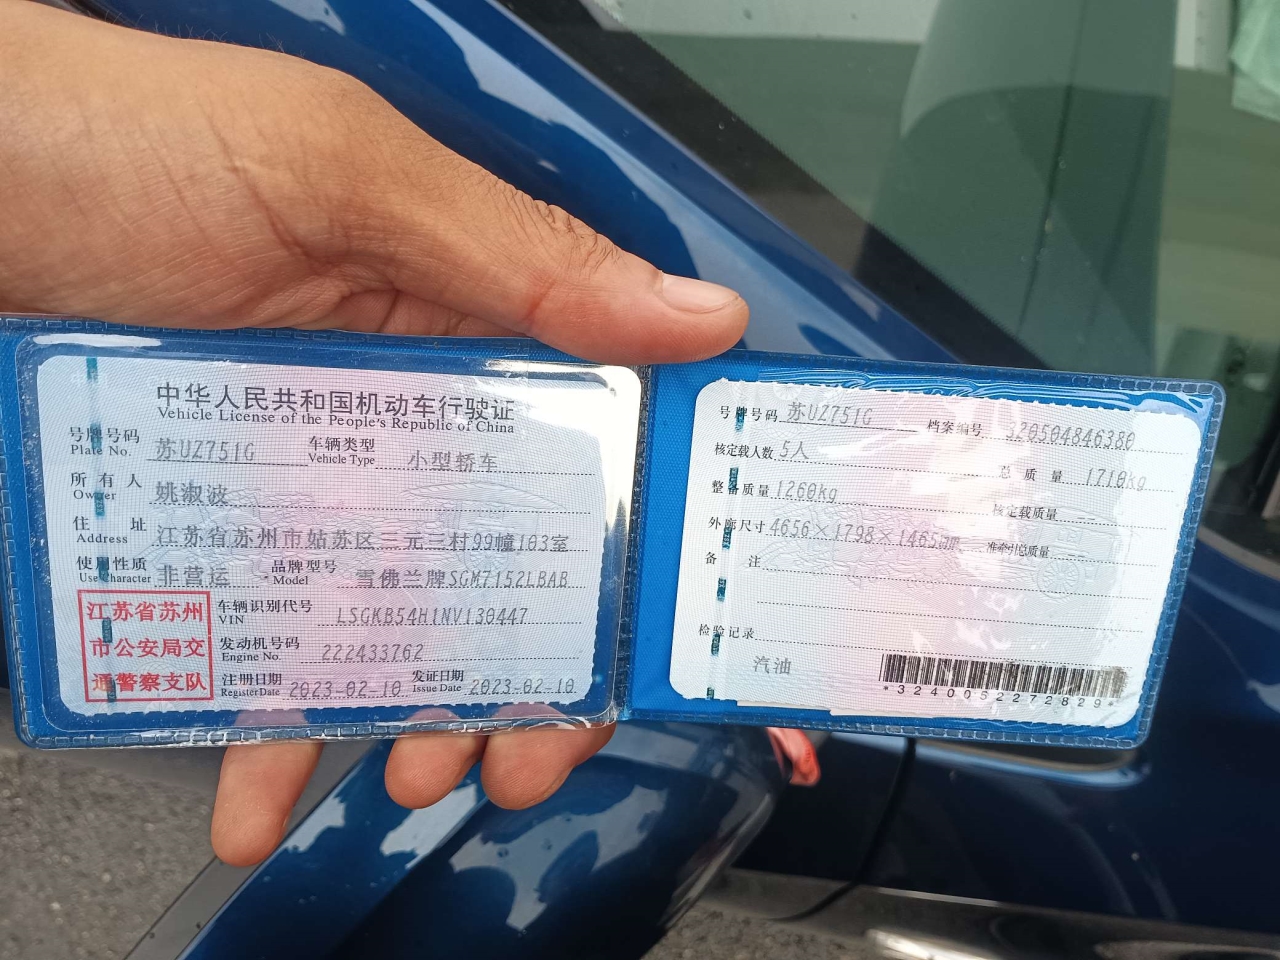 中华人民共和国机动车行驶证
Vehicle License of the People's Republic of China
号牌号码 苏UZ751G 车辆类型 小型轿车
Plate No. Vehicle Type
所有人 姚淑波
Owner
住址 江苏省苏州市姑苏区三元三村99幢103室
Address
使用性质 非营运 品牌型号 雪佛兰牌SGM7152LBAB
Use Character Model
江苏省苏州
市公安局交
通警察支队
车辆识别代号 LSGKB54H1NV130447
VIN
发动机号码 222433762
Engine No.
注册日期 2023-02-10 发证日期 2023-02-10
Register Date Issue Date
号牌号码 苏UZ751G 档案编号 320504846380
核定载人数 5人 总质量 1710kg
整备质量 1260kg 核定载质量
外廓尺寸 4656×1798×1465mm 准牵引总质量 --
备注
检验记录
汽油
*3240052272829*